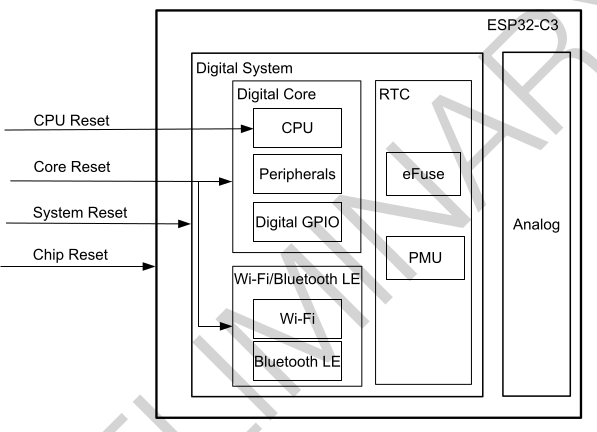 ESP32-C3
Digital System
Digital Core
RTC
CPU Reset
CPU
Core Reset
Peripherals
eFuse
System Reset
Digital GPIO
Analog
Chip Reset
PMU
Wi-Fi/Bluetooth LE
Wi-Fi
Bluetooth LE
ELIMINARY